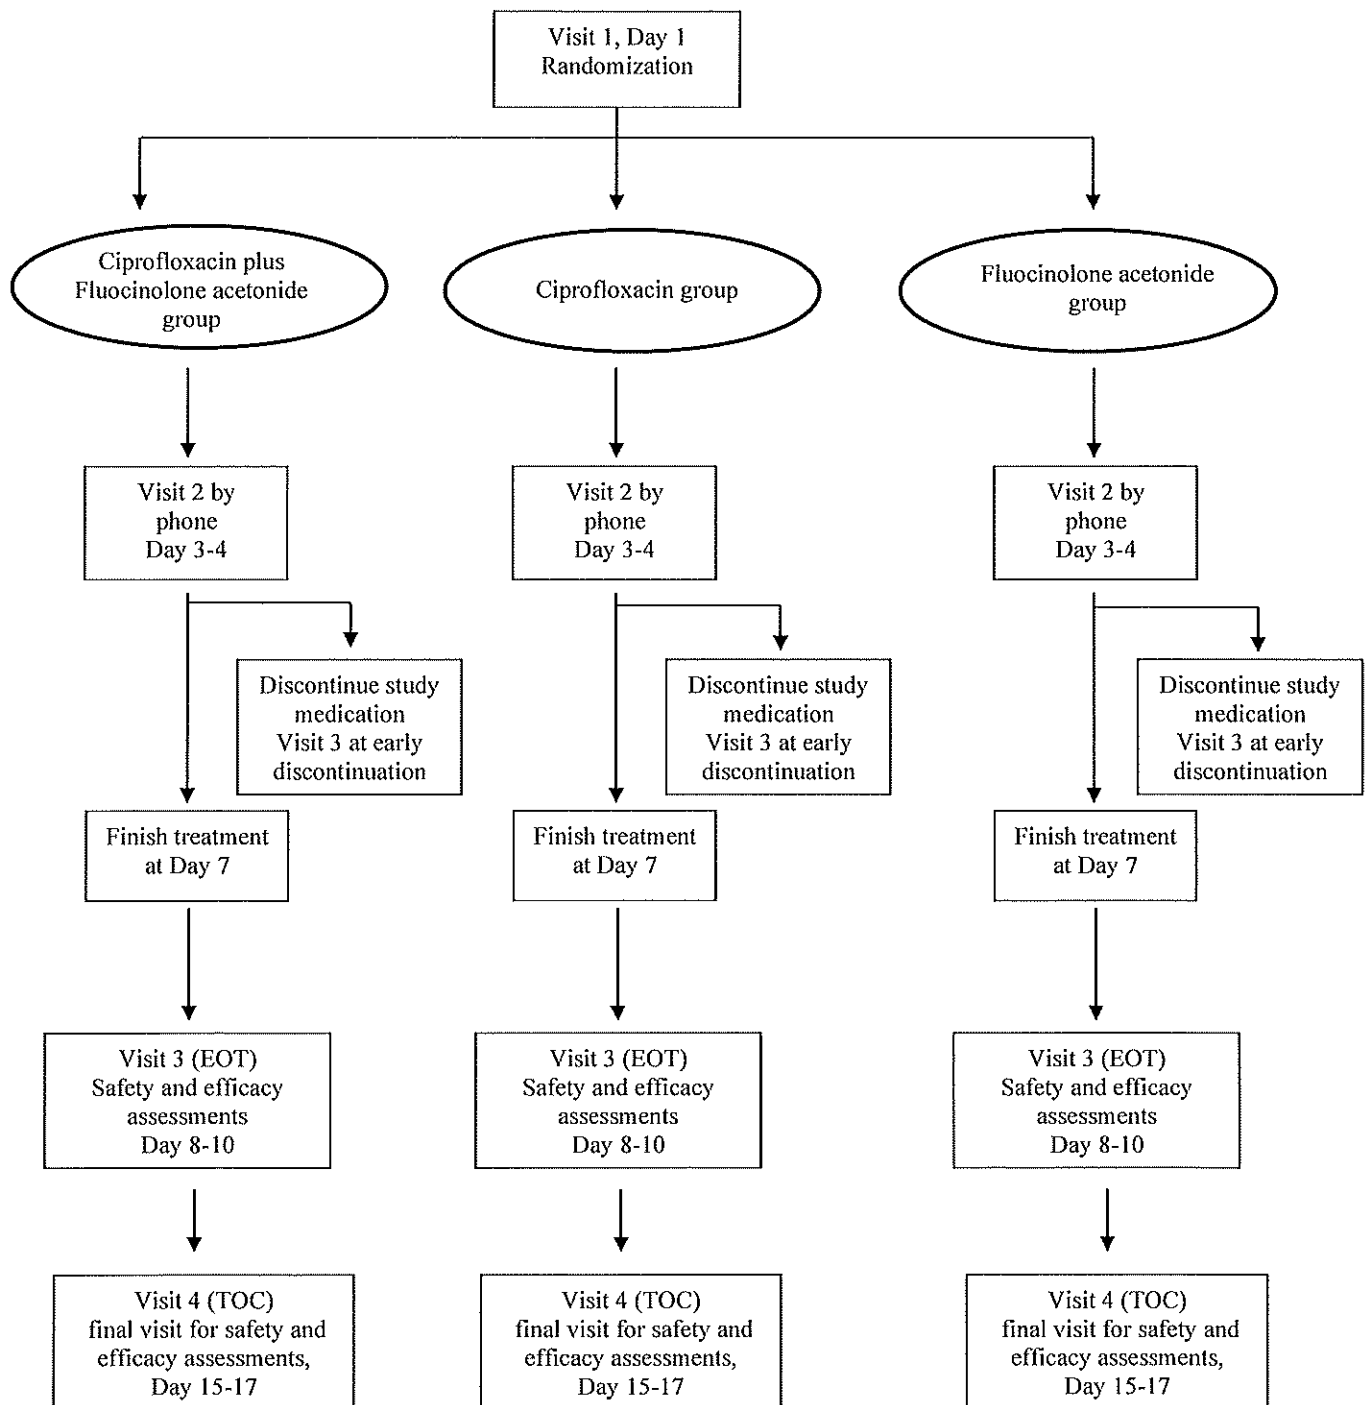 Visit 1, Day 1
Randomization
Ciprofloxacin plus
Fluocinolone acetonide
group
Ciprofloxacin group
Fluocinolone acetonide
group
Visit 2 by
phone
Day 3-4
Visit 2 by
phone
Day 3-4
Visit 2 by
phone
Day 3-4
Discontinue study
medication
Visit 3 at early
discontinuation
Discontinue study
medication
Visit 3 at early
discontinuation
Discontinue study
medication
Visit 3 at early
discontinuation
Finish treatment
at Day 7
Finish treatment
at Day 7
Finish treatment
at Day 7
Visit 3 (EOT)
Safety and efficacy
assessments
Day 8-10
Visit 3 (EOT)
Safety and efficacy
assessments
Day 8-10
Visit 3 (EOT)
Safety and efficacy
assessments
Day 8-10
Visit 4 (TOC)
final visit for safety and
efficacy assessments,
Day 15-17
Visit 4 (TOC)
final visit for safety and
efficacy assessments,
Day 15-17
Visit 4 (TOC)
final visit for safety and
efficacy assessments,
Day 15-17